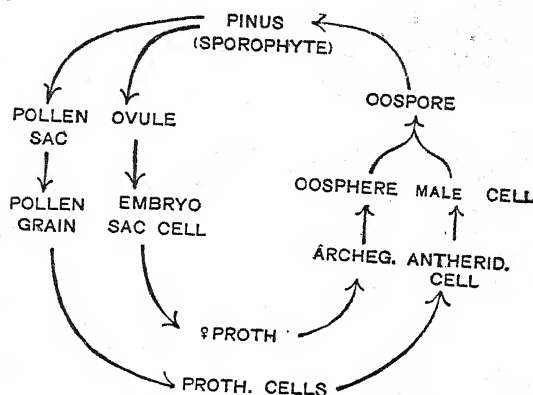 PINUS
(SPOROPHYTE)
POLLEN
SAC
OVULE
OOSPORE
POLLEN
GRAIN
EMBRYO
SAC CELL
OOSPHERE MALE CELL
ARCHEG. ANTHERID.
CELL
♀ PROTH
PROTH. CELLS